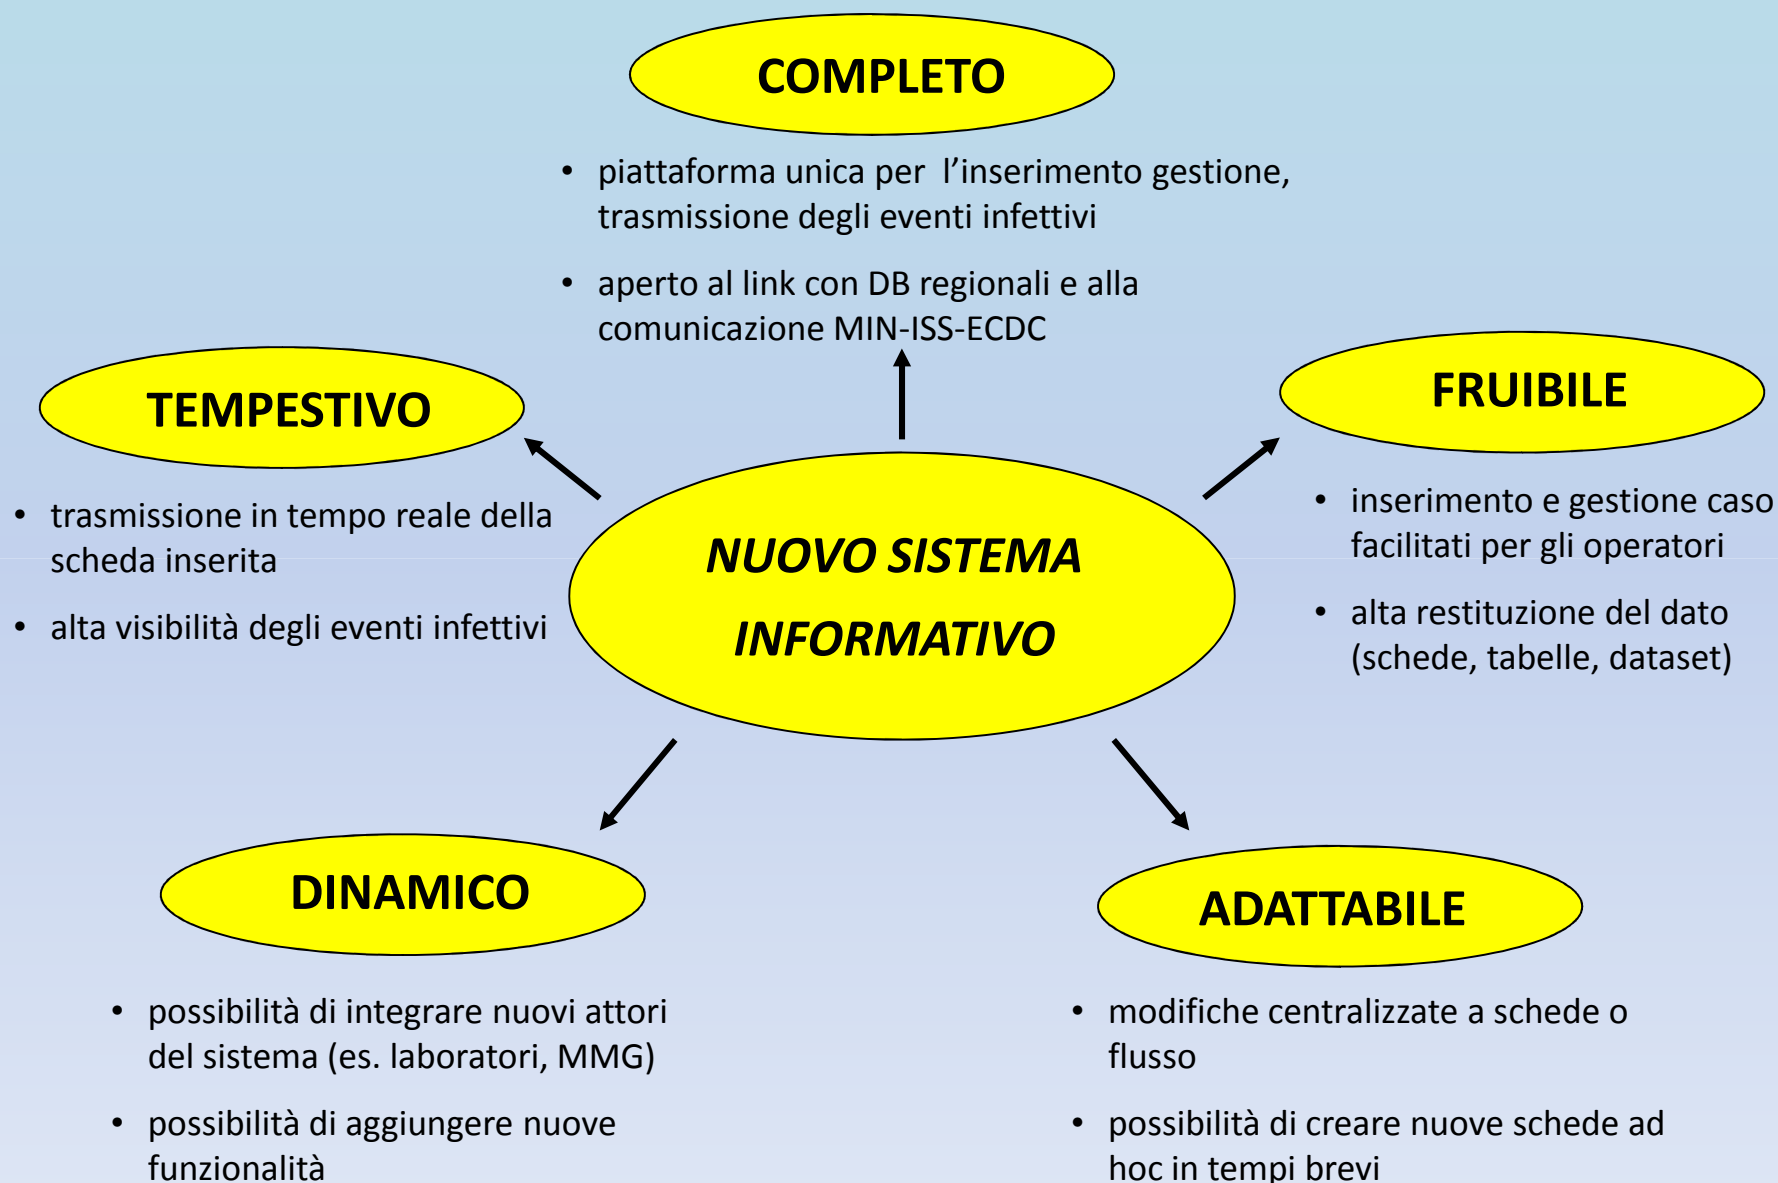 COMPLETO
• piattaforma unica per l’inserimento gestione,
trasmissione degli eventi infettivi
• aperto al link con DB regionali e alla
comunicazione MIN-ISS-ECDC
TEMPESTIVO
• trasmissione in tempo reale della
scheda inserita
• alta visibilità degli eventi infettivi
NUOVO SISTEMA
INFORMATIVO
FRUIBILE
• inserimento e gestione caso
facilitati per gli operatori
• alta restituzione del dato
(schede, tabelle, dataset)
DINAMICO
• possibilità di integrare nuovi attori
del sistema (es. laboratori, MMG)
• possibilità di aggiungere nuove
funzionalità
ADATTABILE
• modifiche centralizzate a schede o
flusso
• possibilità di creare nuove schede ad
hoc in tempi brevi